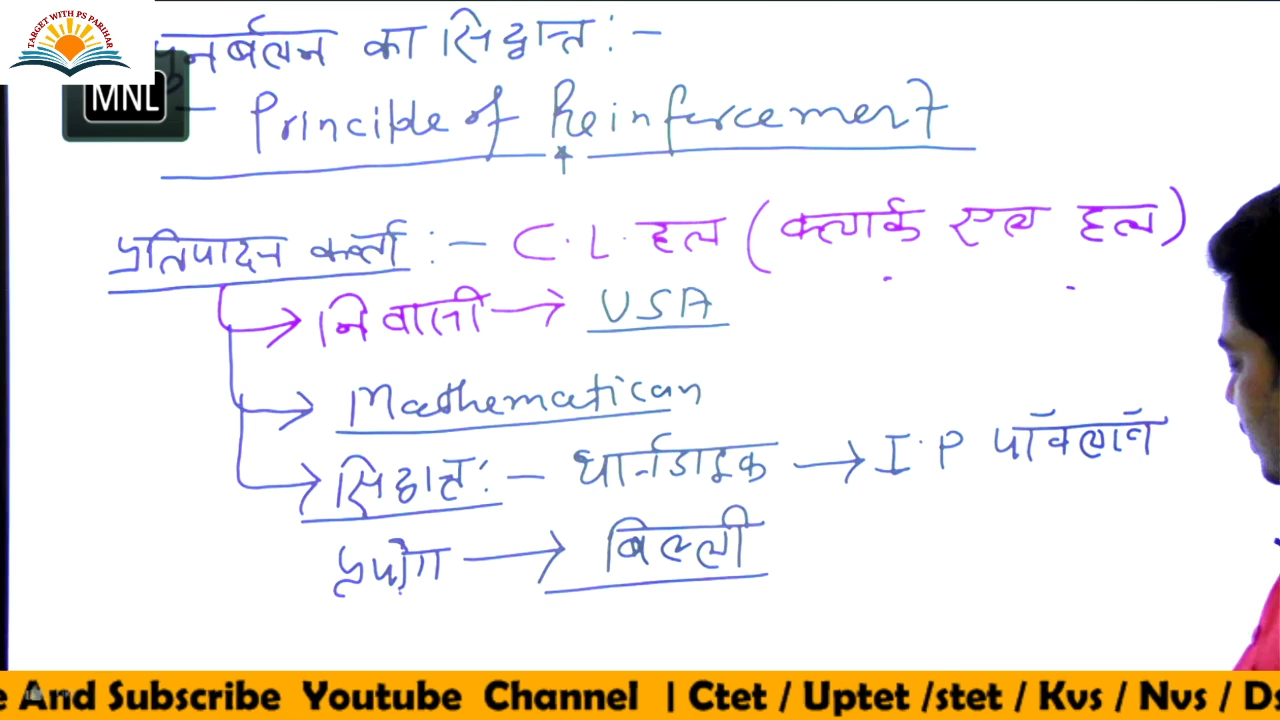 TARGET WITH PS PARIHAR
पुनर्बलन का सिद्धान्त :-
MNL
- Principle of Reinforcement
प्रतिपादन कर्ता :- C.L. हल (क्लार्क एल हल)
→ निवासी → USA
→ Mathematican
→ सिद्धान्त :- थार्नडाइक → I.P पॉवलॉव
प्रयोग → बिल्ली
e And Subscribe Youtube Channel | Ctet / Uptet /stet / Kvs / Nvs / Ds